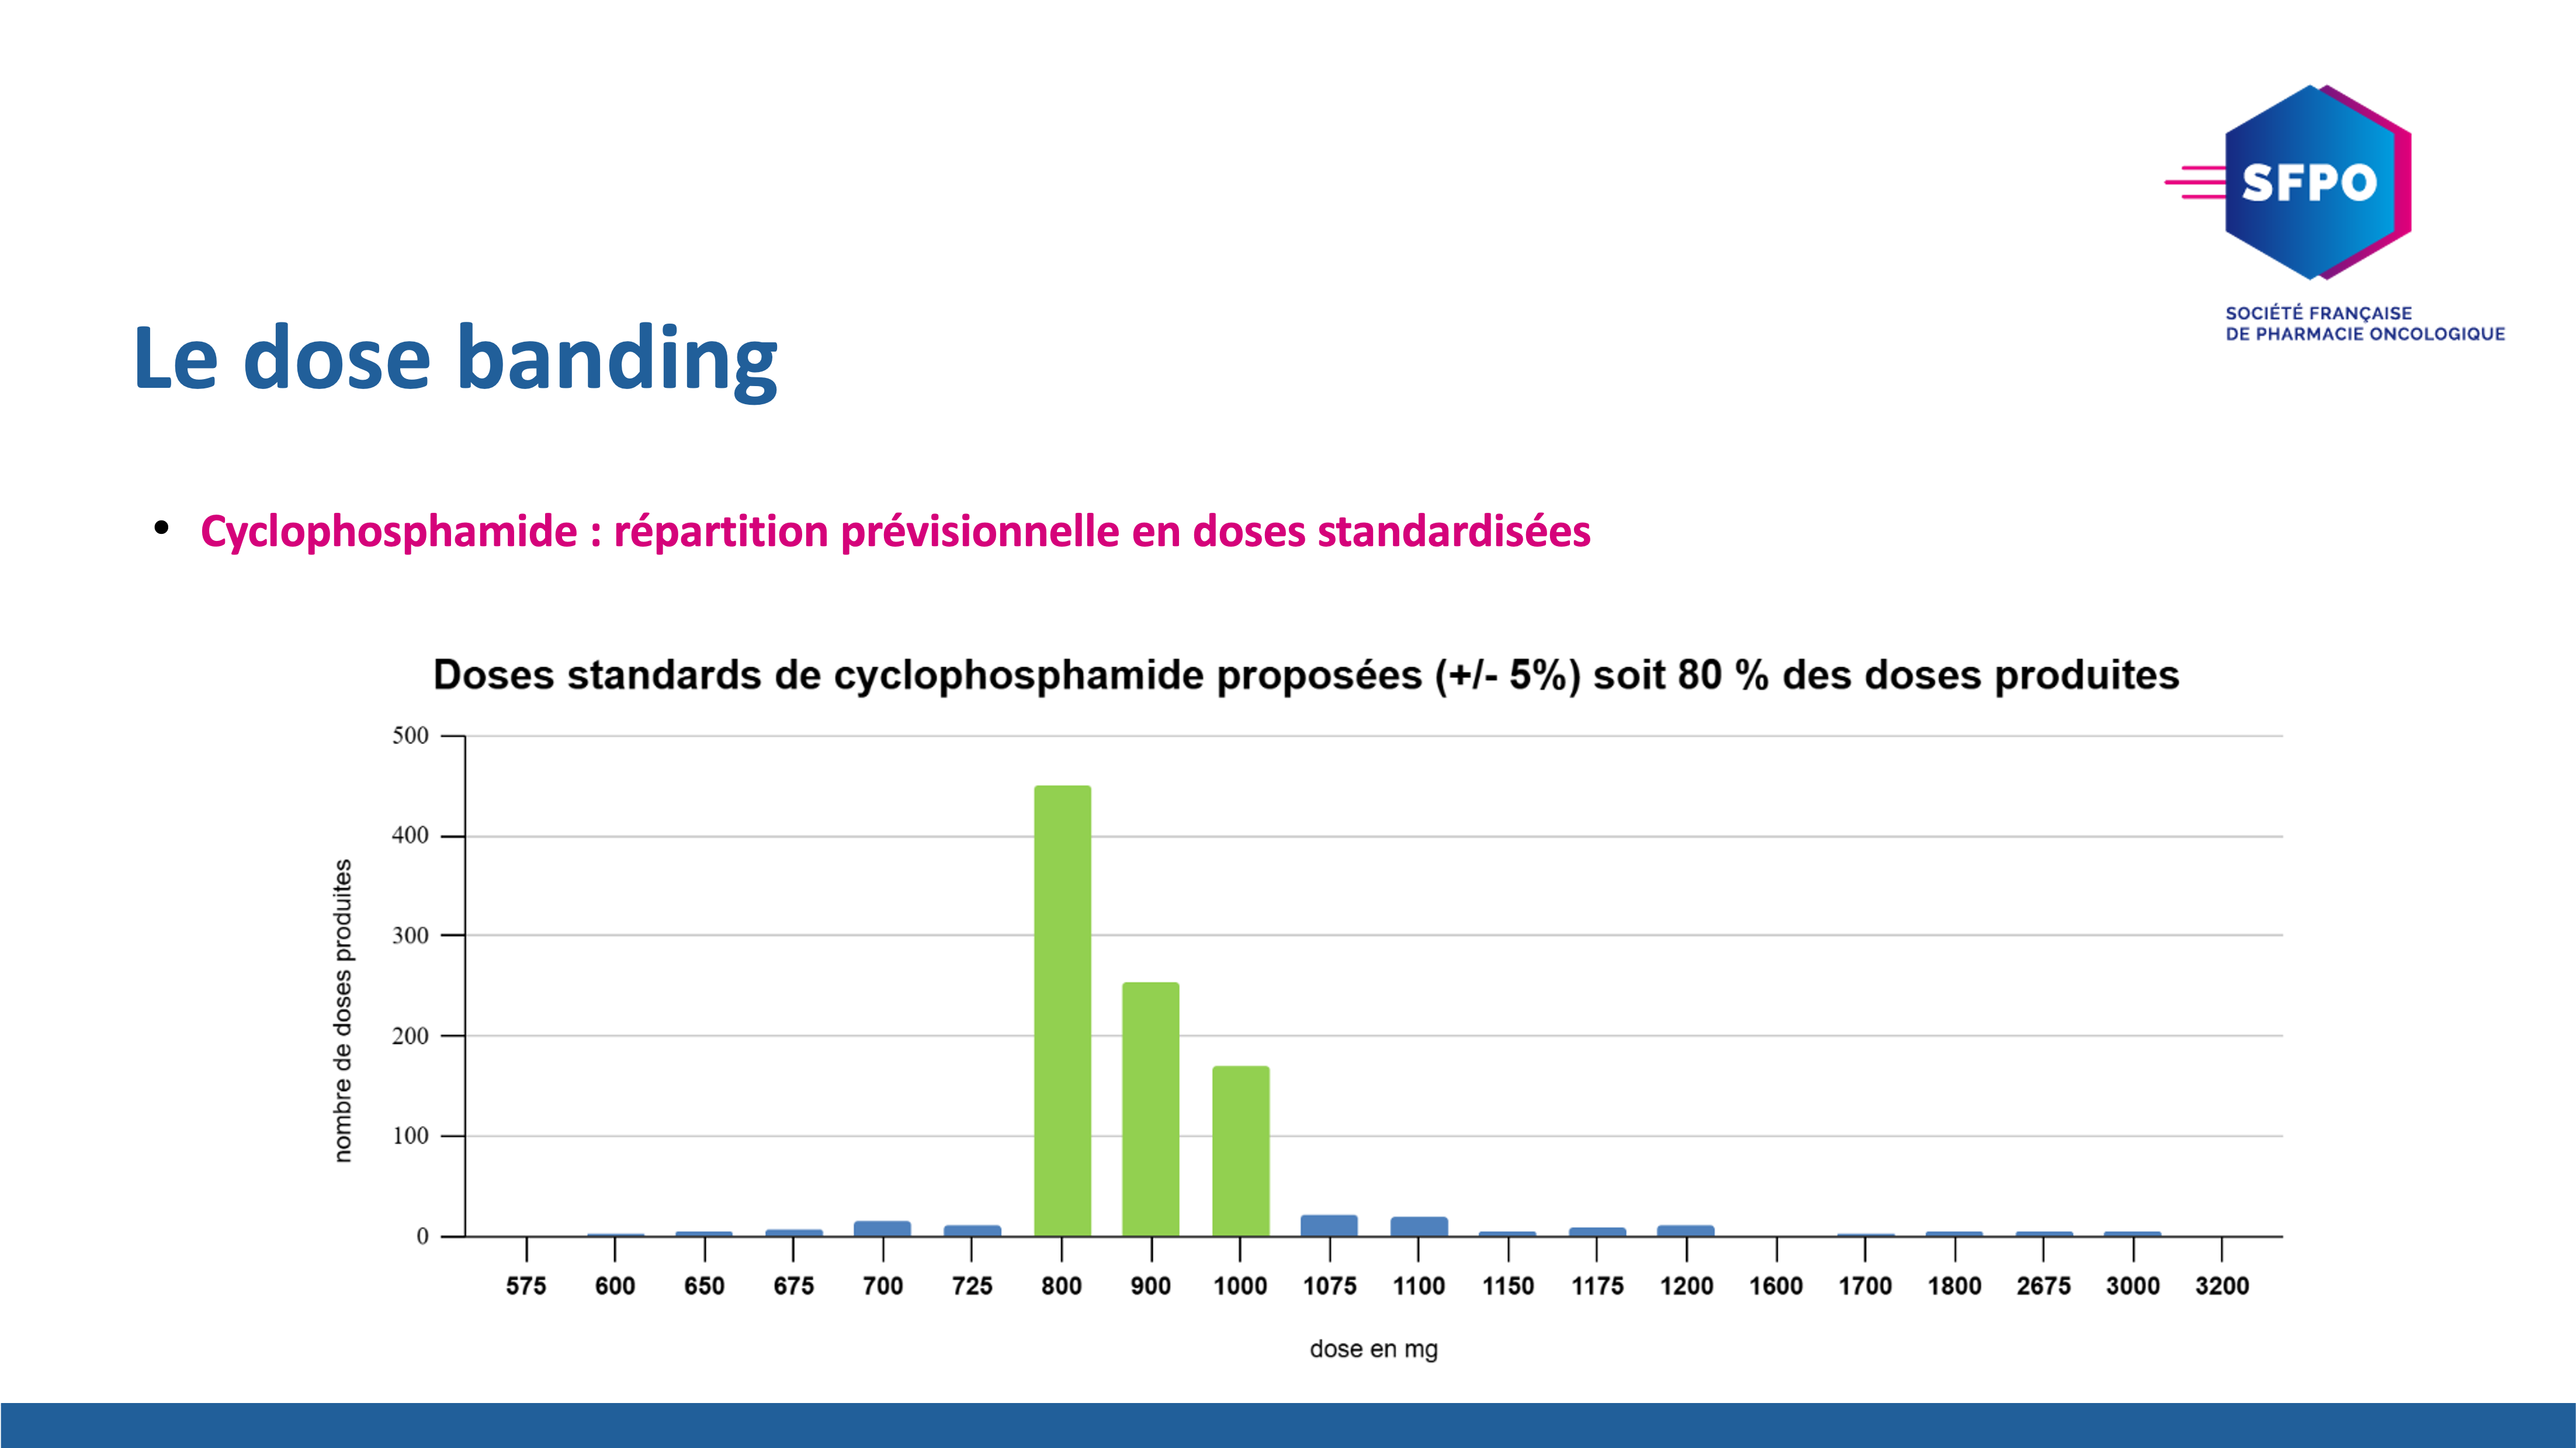 SFPO
SOCIÉTÉ FRANÇAISE
DE PHARMACIE ONCOLOGIQUE
Le dose banding
• Cyclophosphamide : répartition prévisionnelle en doses standardisées
Doses standards de cyclophosphamide proposées (+/- 5%) soit 80 % des doses produites
nombre de doses produites
500
400
300
200
100
0
575 600 650 675 700 725 800 900 1000 1075 1100 1150 1175 1200 1600 1700 1800 2675 3000 3200
dose en mg